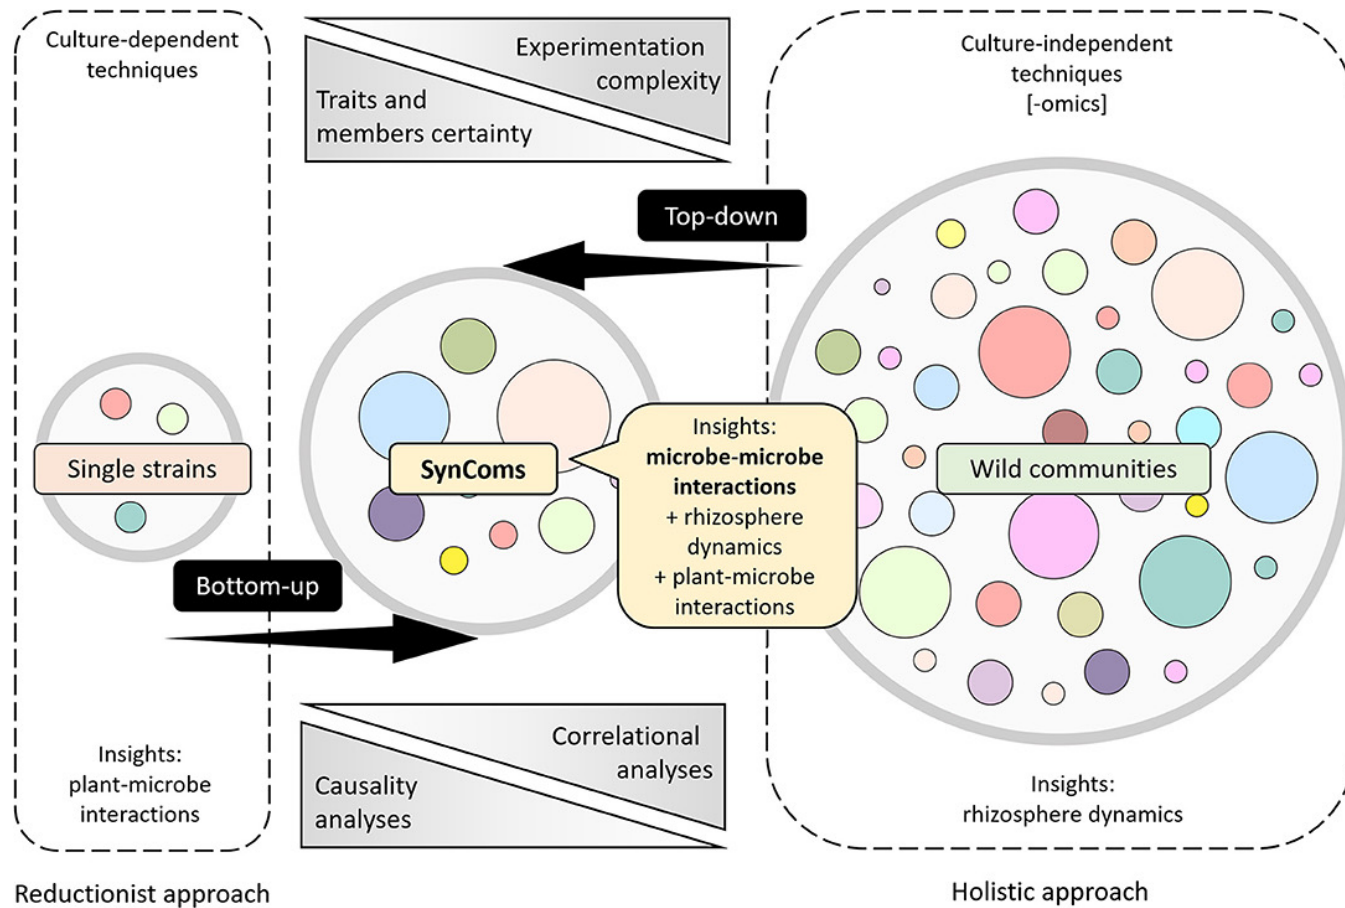 Culture-dependent
techniques
Experimentation
complexity
Traits and
members certainty
Culture-independent
techniques
[-omics]
Top-down
Single strains
SynComs
Insights:
microbe-microbe
interactions
+ rhizosphere
dynamics
+ plant-microbe
interactions
Wild communities
Bottom-up
Insights:
plant-microbe
interactions
Correlational
analyses
Causality
analyses
Insights:
rhizosphere dynamics
Reductionist approach
Holistic approach